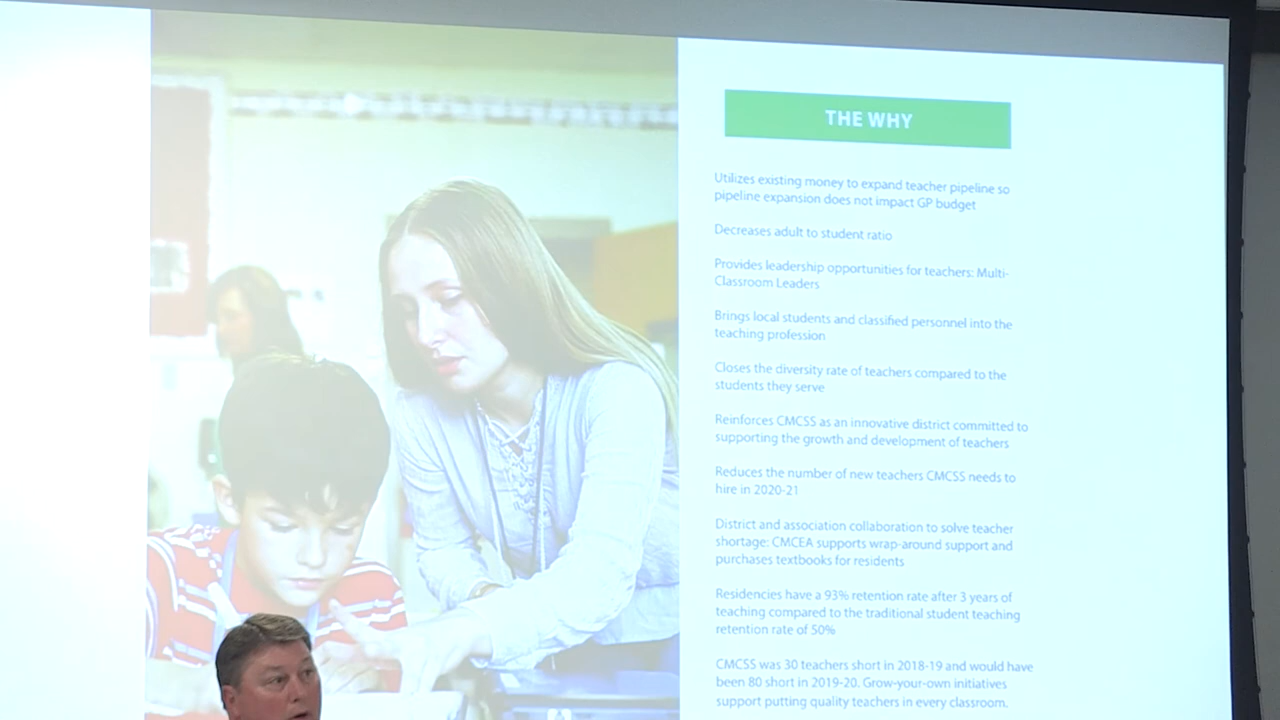 THE WHY
Utilizes existing money to expand teacher pipeline so
pipeline expansion does not impact GP budget
Decreases adult to student ratio
Provides leadership opportunities for teachers: Multi-
Classroom Leaders
Brings local students and classified personnel into the
teaching profession
Closes the diversity rate of teachers compared to the
students they serve
Reinforces CMCSS as an innovative district committed to
supporting the growth and development of teachers
Reduces the number of new teachers CMCSS needs to
hire in 2020-21
District and association collaboration to solve teacher
shortage: CMCEA supports wrap-around support and
purchases textbooks for residents
Residencies have a 93% retention rate after 3 years of
teaching compared to the traditional student teaching
retention rate of 50%
CMCSS was 30 teachers short in 2018-19 and would have
been 80 short in 2019-20. Grow-your-own initiatives
support putting quality teachers in every classroom.